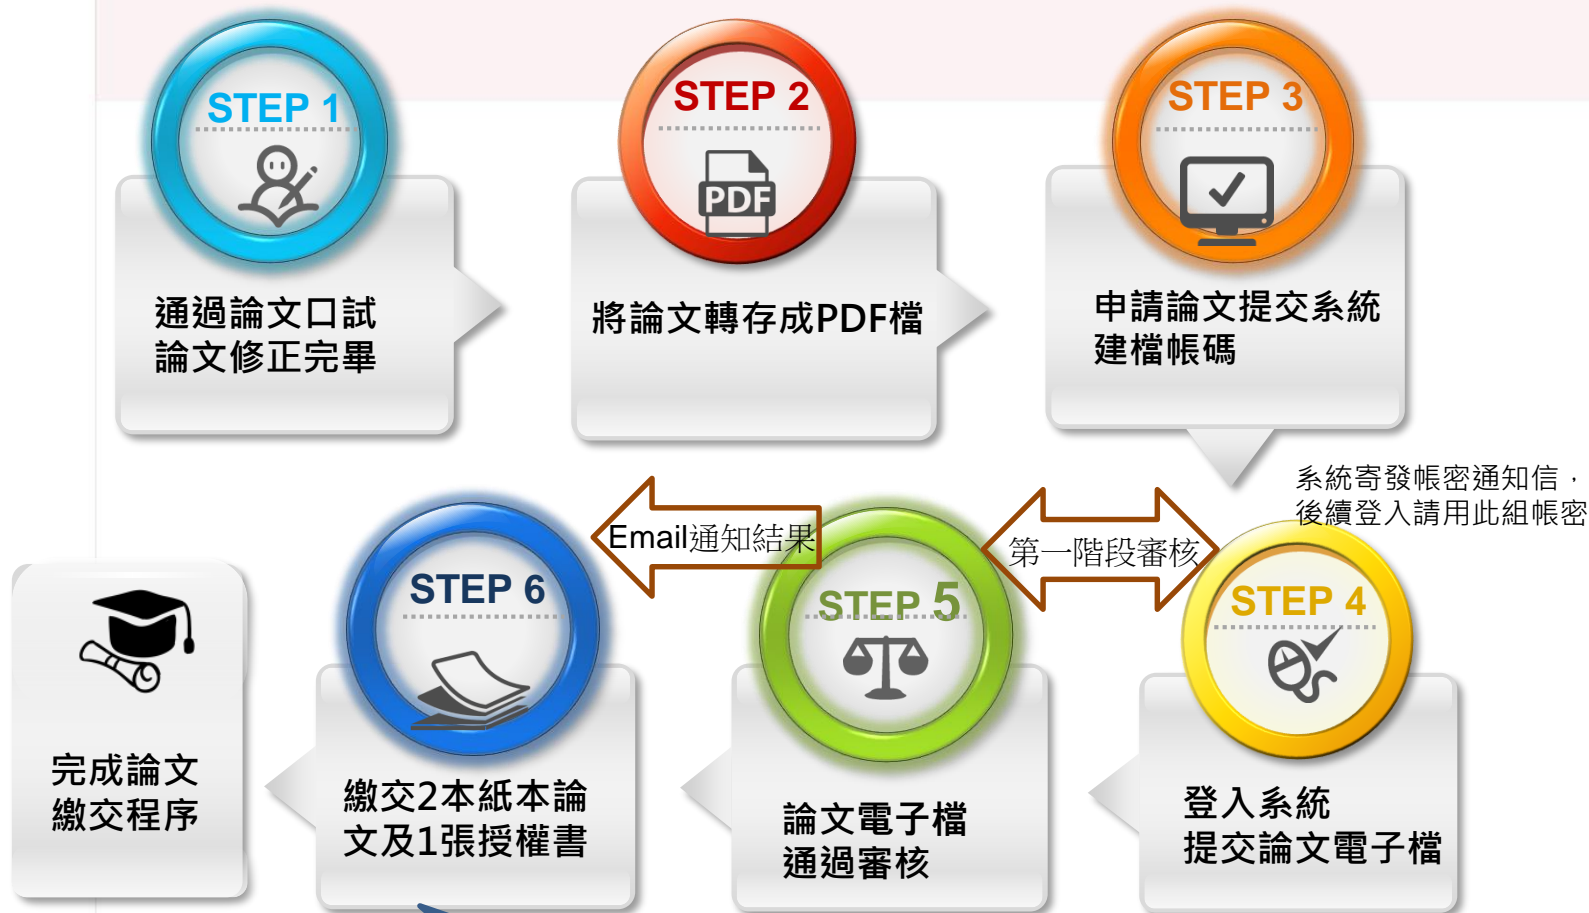 STEP 1
通過論文口試
論文修正完畢
STEP 2
PDF
將論文轉存成PDF檔
STEP 3
申請論文提交系統
建檔帳碼
系統寄發帳密通知信，
後續登入請用此組帳密
STEP 4
登入系統
提交論文電子檔
第一階段審核
STEP 5
論文電子檔
通過審核
Email通知結果
STEP 6
繳交2本紙本論
文及1張授權書
完成論文
繳交程序